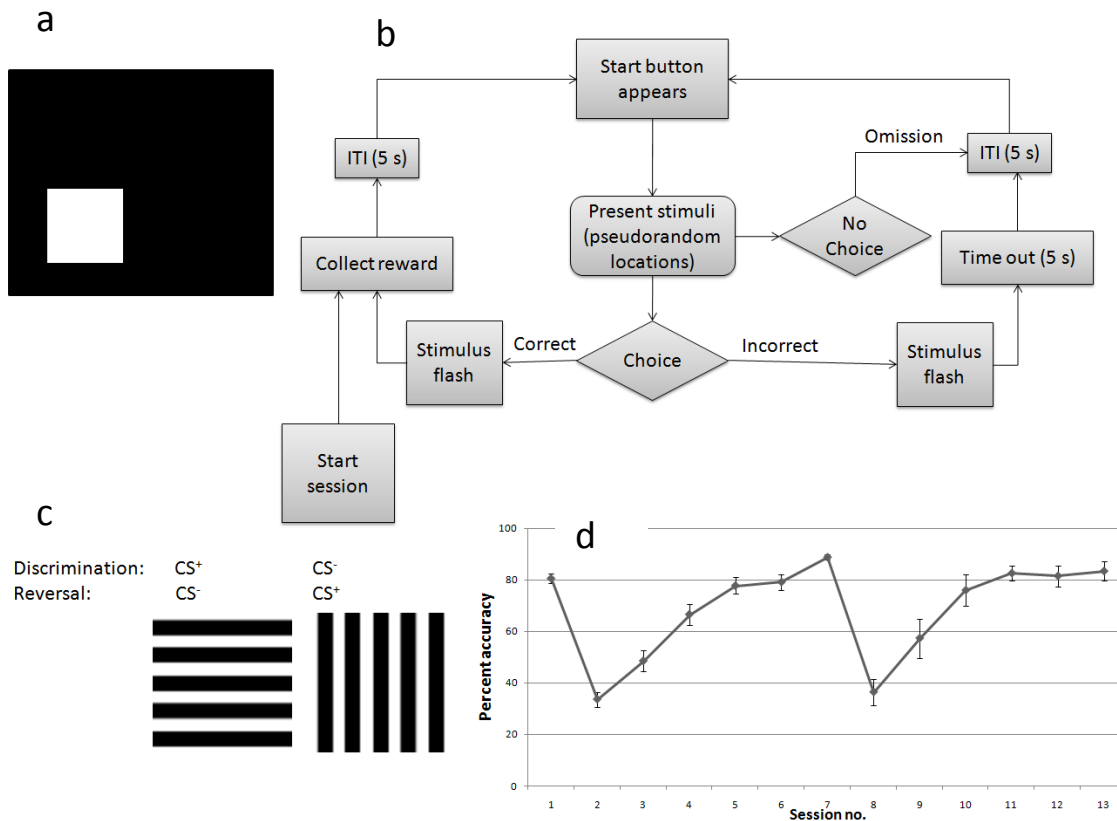 a
b
Start button
appears
Omission
ITI (5 s)
ITI (5 s)
Present stimuli
(pseudorandom
locations)
No
Choice
Collect reward
Time out (5 s)
Correct
Choice
Incorrect
Stimulus
flash
Stimulus
flash
Start
session
c
Discrimination: CS⁺ CS⁻
Reversal: CS⁻ CS⁺
d
Percent accuracy
100
80
60
40
20
0
1 2 3 4 5 6 7 8 9 10 11 12 13
Session no.